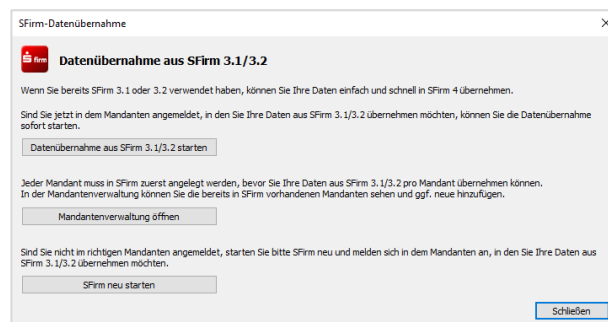 SFirm-Datenübernahme
S firm
Datenübernahme aus SFirm 3.1/3.2
Wenn Sie bereits SFirm 3.1 oder 3.2 verwendet haben, können Sie Ihre Daten einfach und schnell in SFirm 4 übernehmen.
Sind Sie jetzt in dem Mandanten angemeldet, in den Sie Ihre Daten aus SFirm 3.1/3.2 übernehmen möchten, können Sie die Datenübernahme
sofort starten.
Datenübernahme aus SFirm 3.1/3.2 starten
Jeder Mandant muss in SFirm zuerst angelegt werden, bevor Sie Ihre Daten aus SFirm 3.1/3.2 pro Mandant übernehmen können.
In der Mandantenverwaltung können Sie die bereits in SFirm vorhandenen Mandanten sehen und ggf. neue hinzufügen.
Mandantenverwaltung öffnen
Sind Sie nicht im richtigen Mandanten angemeldet, starten Sie bitte SFirm neu und melden sich in dem Mandanten an, in den Sie Ihre Daten aus
SFirm 3.1/3.2 übernehmen möchten.
SFirm neu starten
Schließen